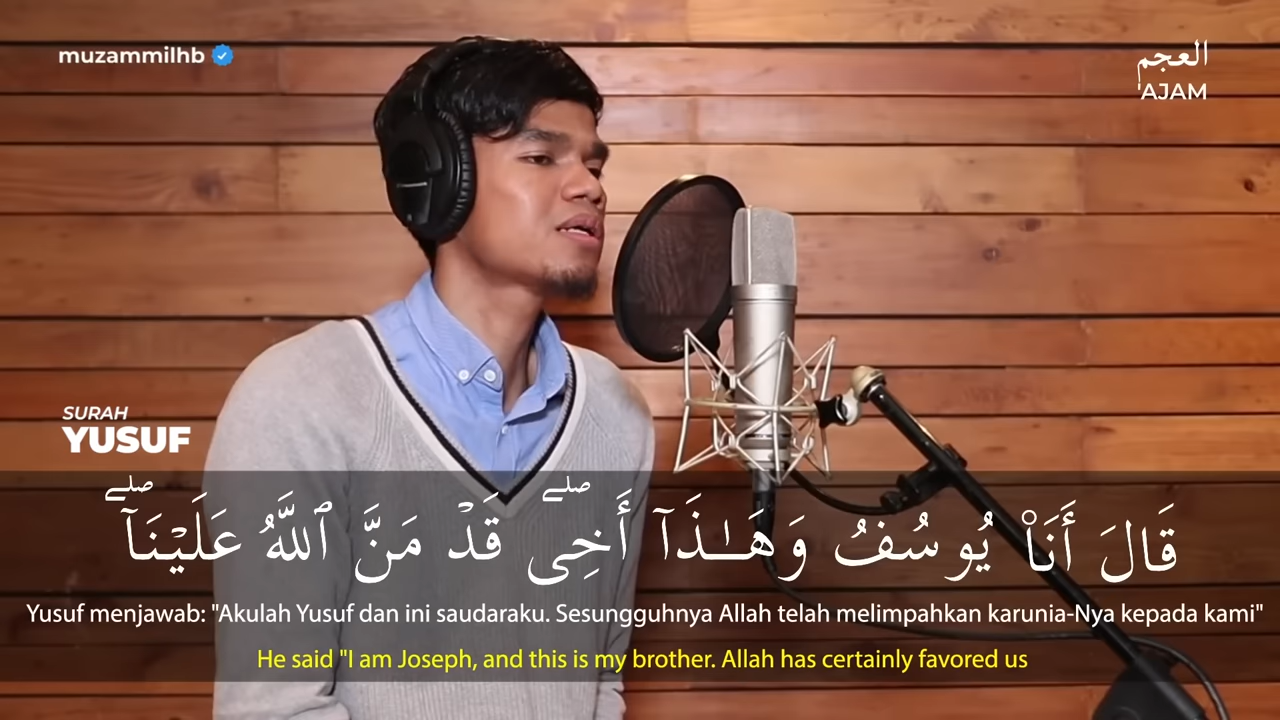 muzammilhb
العجم
'AJAM
SURAH
YUSUF
قَالَ أَنَا۠ يُوسُفُ وَهَـٰذَآ أَخِى ۖ قَدْ مَنَّ ٱللَّهُ عَلَيْنَآ ۖ
Yusuf menjawab: "Akulah Yusuf dan ini saudaraku. Sesungguhnya Allah telah melimpahkan karunia-Nya kepada kami"
He said "I am Joseph, and this is my brother. Allah has certainly favored us